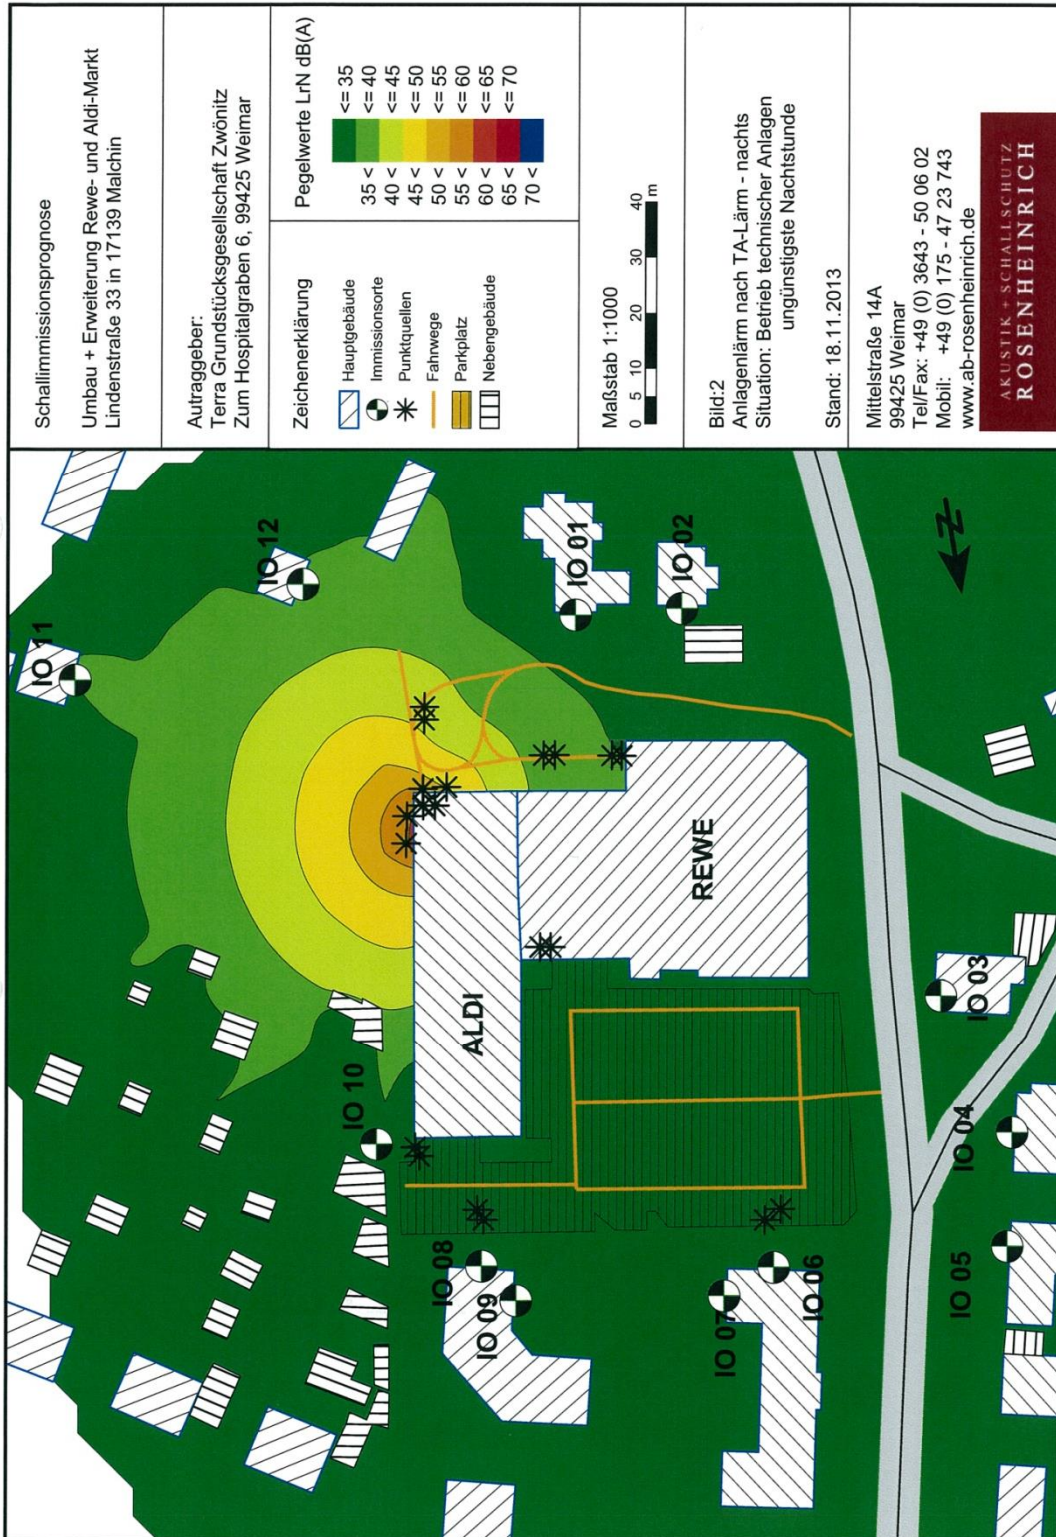 Schallimmissionsprognose
Umbau + Erweiterung Rewe- und Aldi-Markt
Lindenstraße 33 in 17139 Malchin
Autraggeber:
Terra Grundstücksgesellschaft Zwönitz
Zum Hospitalgraben 6, 99425 Weimar
Zeichenerklärung
Hauptgebäude
Immissionsorte
Punktquellen
Fahrwege
Parkplatz
Nebengebäude
Pegelwerte LrN dB(A)
<= 35
35 < <= 40
40 < <= 45
45 < <= 50
50 < <= 55
55 < <= 60
60 < <= 65
65 < <= 70
70 <
Maßstab 1:1000
0 5 10 20 30 40
m
Bild:2
Anlagenlärm nach TA-Lärm - nachts
Situation: Betrieb technischer Anlagen
ungünstigste Nachtstunde
Stand: 18.11.2013
Mittelstraße 14A
99425 Weimar
Tel/Fax: +49 (0) 3643 - 50 06 02
Mobil: +49 (0) 175 - 47 23 743
www.ab-rosenheinrich.de
AKUSTIK + SCHALLSCHUTZ
ROSENHEINRICH
IO 11
IO 12
IO 01
IO 02
IO 10
ALDI
REWE
IO 03
IO 08
IO 09
IO 07
IO 06
IO 04
IO 05